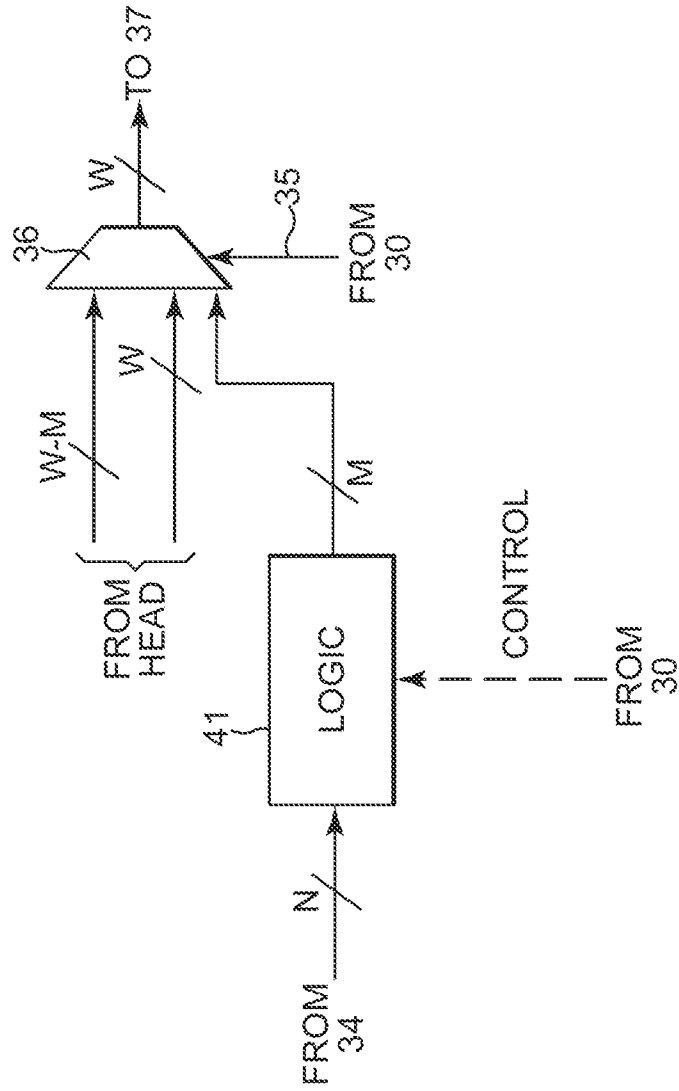 36
W
TO 37
W-M
W
35
FROM
30
FROM
HEAD
M
41
LOGIC
CONTROL
FROM
30
N
FROM
34